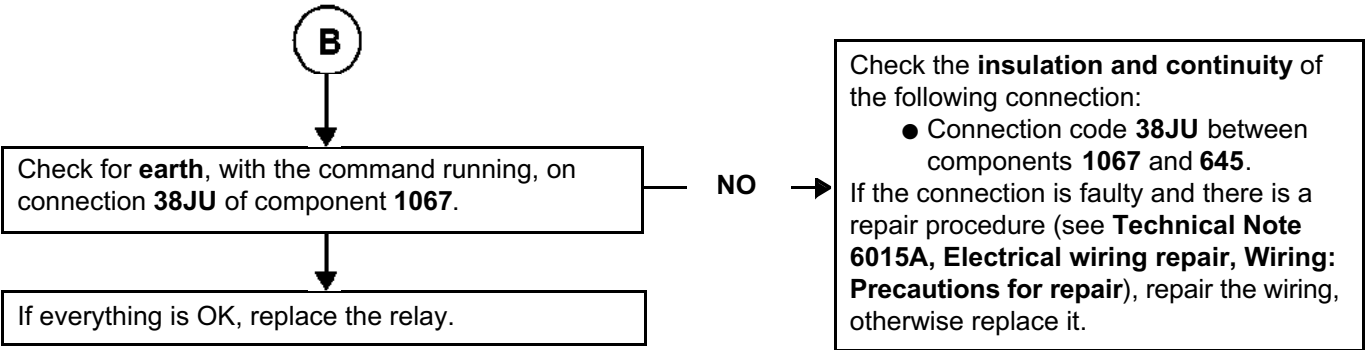 B
Check for earth, with the command running, on
connection 38JU of component 1067.
NO
Check the insulation and continuity of
the following connection:
● Connection code 38JU between
components 1067 and 645.
If the connection is faulty and there is a
repair procedure (see Technical Note
6015A, Electrical wiring repair, Wiring:
Precautions for repair), repair the wiring,
otherwise replace it.
If everything is OK, replace the relay.